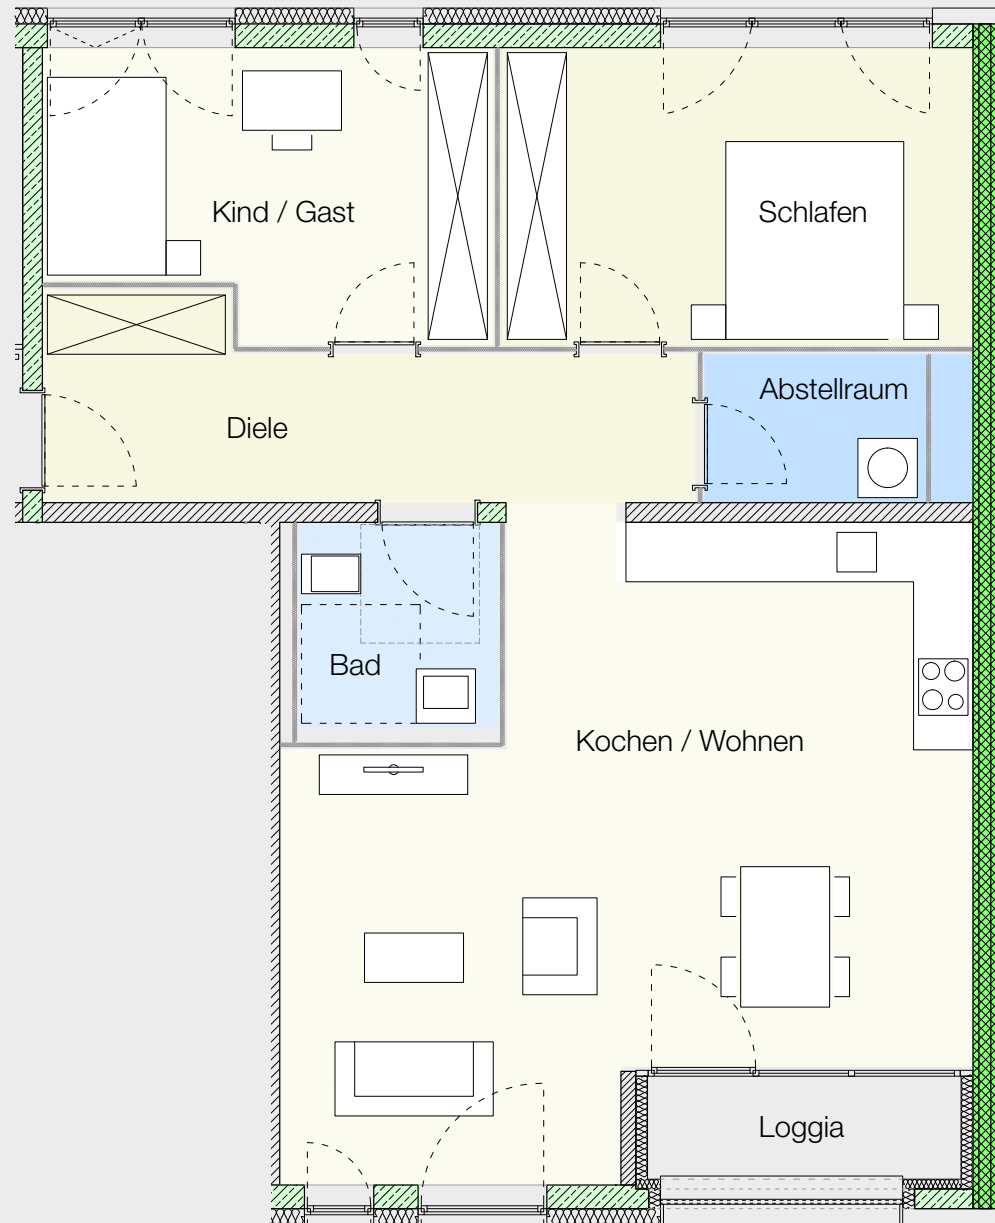 Kind / Gast
Schlafen
Abstellraum
Diele
Bad
Kochen / Wohnen
Loggia